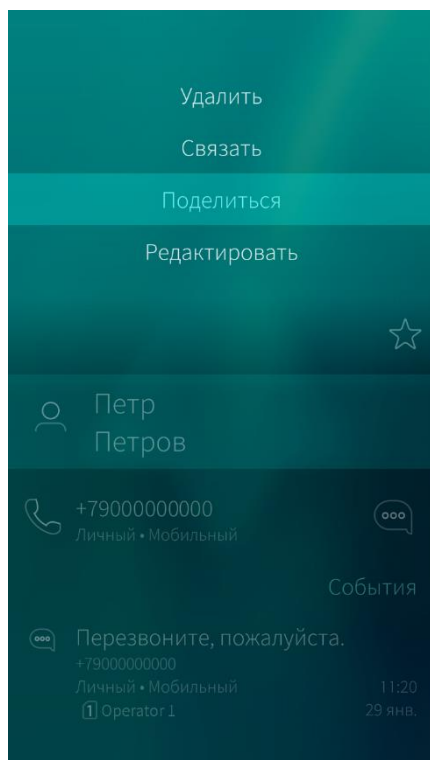 Удалить
Связать
Поделиться
Редактировать
Петр
Петров
+79000000000
Личный • Мобильный
События
Перезвоните, пожалуйста.
+79000000000
Личный • Мобильный 11:20
1 Operator 1 29 янв.